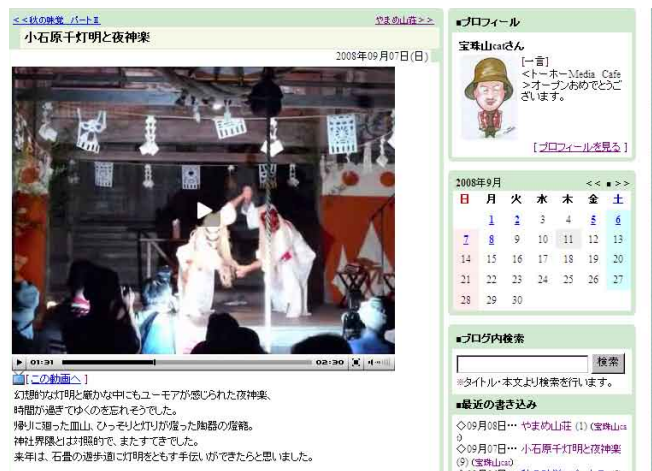 <<秋の味覚 パートⅡ
やまめ山荘>>
小石原千灯明と夜神楽
2008年09月07日(日)
01:31
02:30
[この動画へ ]
幻想的な灯明と厳かな中にもユーモアが感じられた夜神楽、
時間が過ぎてゆくのを忘れそうでした。
帰りに廻った皿山、ひっそりと灯りが燈った陶器の燈籠。
神社界隈とは対照的で、またすてきでした。
来年は、石畳の遊歩道に灯明をともす手伝いができたらと思いました。
■プロフィール
宝珠山catさん
[一言]
<トーホーMedia Cafe
>オープンおめでとうご
ざいます。
[ プロフィールを見る ]
2008年9月
<< ■ >>
日 月 火 水 木 金 土
1 2 3 4 5 6
7 8 9 10 11 12 13
14 15 16 17 18 19 20
21 22 23 24 25 26 27
28 29 30
■ブログ内検索
検索
※タイトル・本文より検索を行います。
■最近の書き込み
◇09月08日… やまめ山荘 (1) (宝珠山ca
t)
◇09月07日… 小石原千灯明と夜神楽
(9) (宝珠山cat)